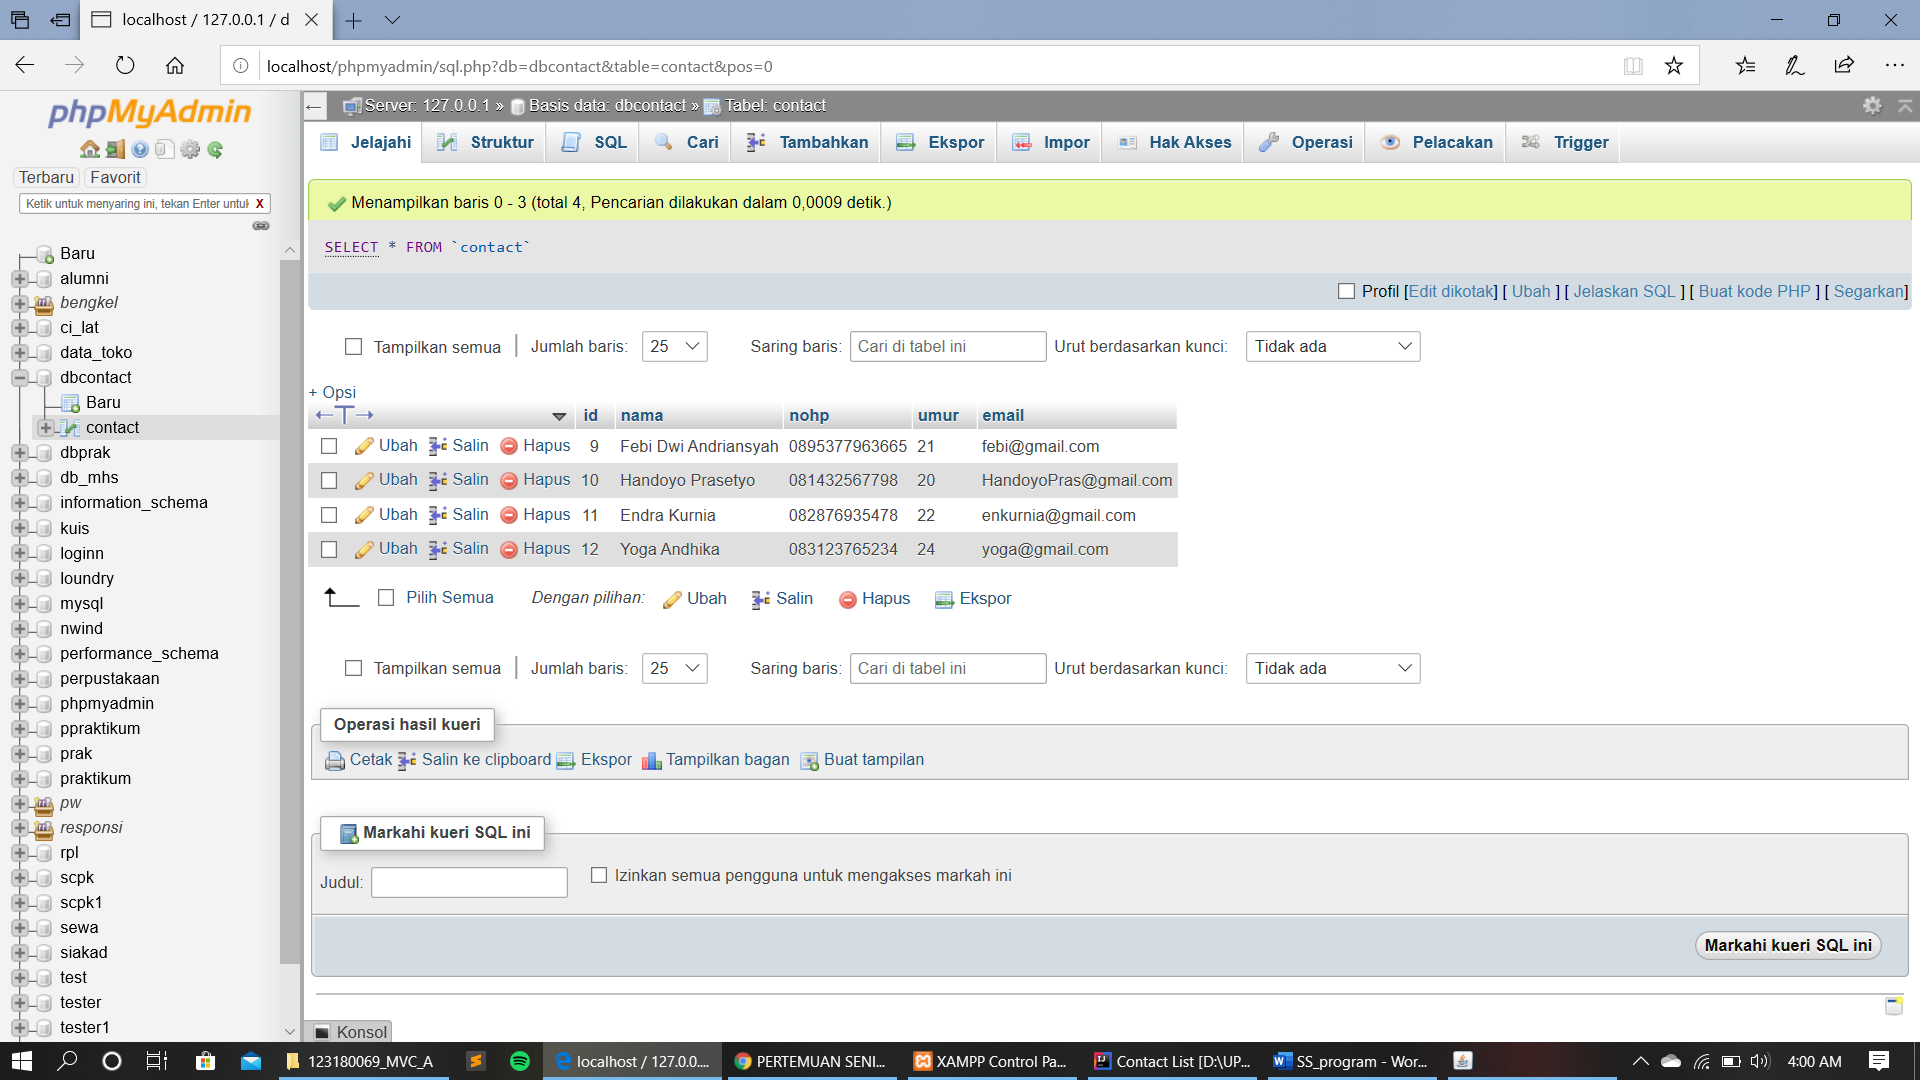 localhost / 127.0.0.1 / d
localhost/phpmyadmin/sql.php?db=dbcontact&table=contact&pos=0
phpMyAdmin
Terbaru Favorit
Ketik untuk menyaring ini, tekan Enter untuk X
Baru
alumni
bengkel
ci_lat
data_toko
dbcontact
Baru
contact
dbprak
db_mhs
information_schema
kuis
loginn
loundry
mysql
nwind
performance_schema
perpustakaan
phpmyadmin
ppraktikum
prak
praktikum
pw
responsi
rpl
scpk
scpk1
sewa
siakad
test
tester
tester1
Server: 127.0.0.1 » Basis data: dbcontact » Tabel: contact
Jelajahi Struktur SQL Cari Tambahkan Ekspor Impor Hak Akses Operasi Pelacakan Trigger
Menampilkan baris 0 - 3 (total 4, Pencarian dilakukan dalam 0,0009 detik.)
SELECT * FROM `contact`
Profil [Edit dikotak] [ Ubah ] [ Jelaskan SQL ] [ Buat kode PHP ] [ Segarkan]
Tampilkan semua | Jumlah baris: 25 Saring baris: Cari di tabel ini Urut berdasarkan kunci: Tidak ada
+ Opsi
←T→ id nama nohp umur email
Ubah Salin Hapus 9 Febi Dwi Andriansyah 0895377963665 21 febi@gmail.com
Ubah Salin Hapus 10 Handoyo Prasetyo 081432567798 20 HandoyoPras@gmail.com
Ubah Salin Hapus 11 Endra Kurnia 082876935478 22 enkurnia@gmail.com
Ubah Salin Hapus 12 Yoga Andhika 083123765234 24 yoga@gmail.com
Pilih Semua Dengan pilihan: Ubah Salin Hapus Ekspor
Tampilkan semua | Jumlah baris: 25 Saring baris: Cari di tabel ini Urut berdasarkan kunci: Tidak ada
Operasi hasil kueri
Cetak Salin ke clipboard Ekspor Tampilkan bagan Buat tampilan
Markahi kueri SQL ini
Judul: Izinkan semua pengguna untuk mengakses markah ini
Markahi kueri SQL ini
Konsol
123180069_MVC_A localhost / 127.0.0.... PERTEMUAN SENI... XAMPP Control Pa... Contact List [D:\UP... SS_program - Wor... 4:00 AM